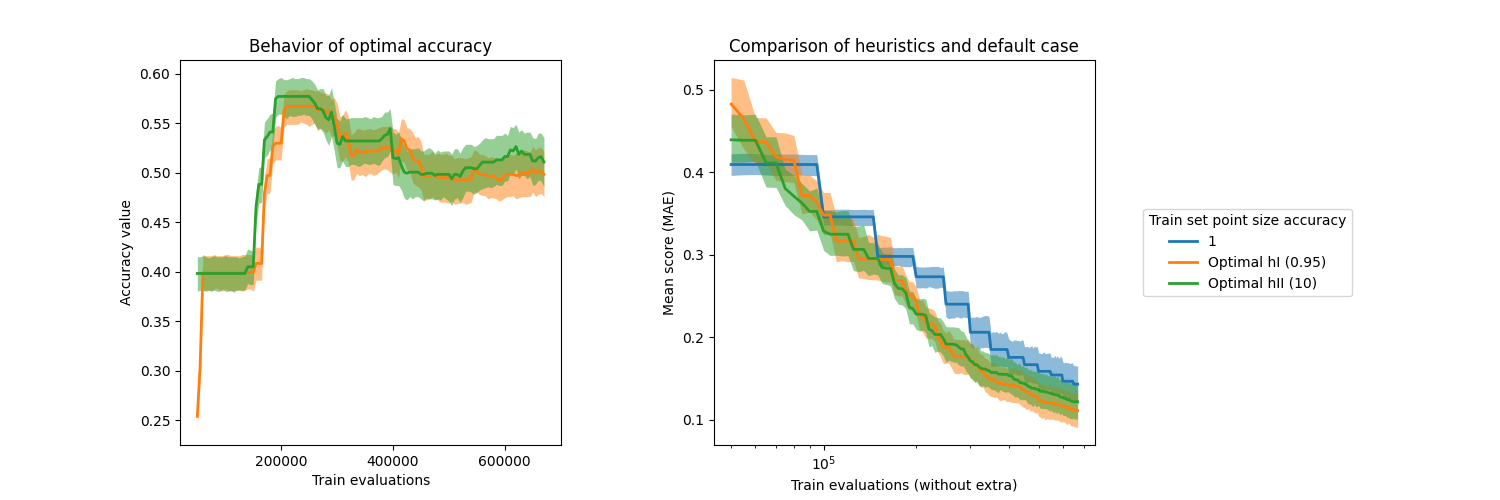 Behavior of optimal accuracy
0.60
0.55
0.50
0.45
0.40
0.35
0.30
0.25
Accuracy value
200000 400000 600000
Train evaluations
Comparison of heuristics and default case
0.5
0.4
0.3
0.2
0.1
Mean score (MAE)
10⁵
Train evaluations (without extra)
Train set point size accuracy
1
Optimal hI (0.95)
Optimal hII (10)